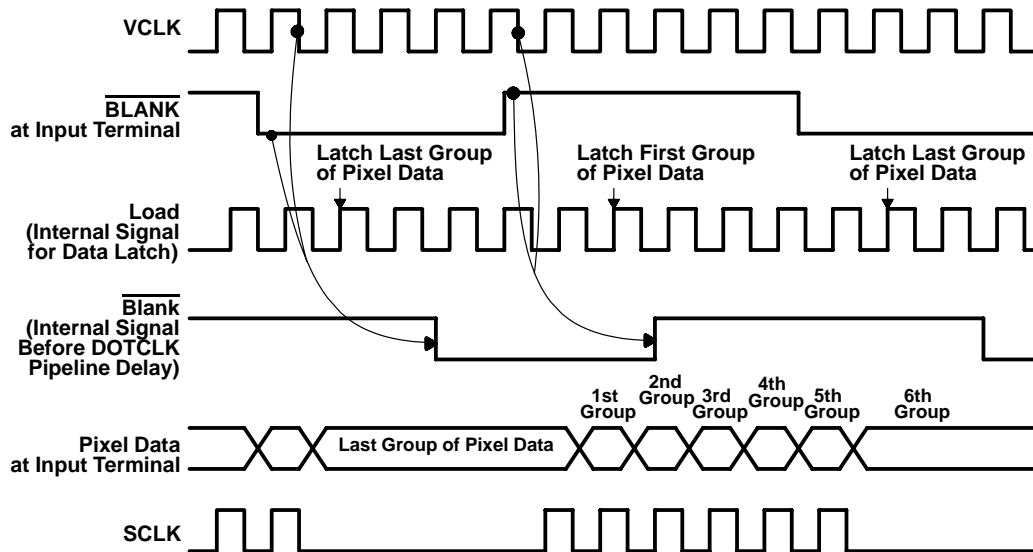 VCLK
BLANK
at Input Terminal
Latch Last Group
of Pixel Data
Latch First Group
of Pixel Data
Latch Last Group
of Pixel Data
Load
(Internal Signal
for Data Latch)
Blank
(Internal Signal
Before DOTCLK
Pipeline Delay)
1st
Group
2nd
Group
3rd
Group
4th
Group
5th
Group
6th
Group
Pixel Data
at Input Terminal
Last Group of Pixel Data
SCLK